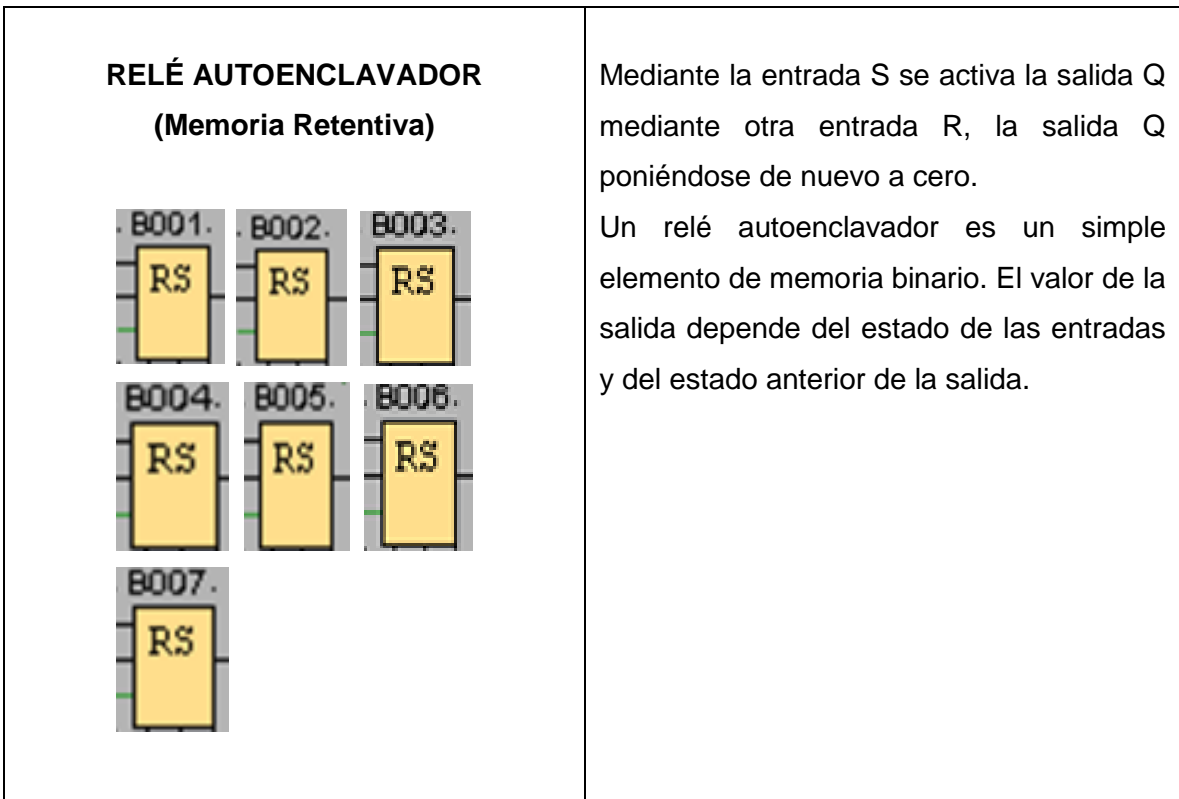 RELÉ AUTOENCLAVADOR
(Memoria Retentiva)
B001. B002. B003.
RS RS RS
B004. B005. B006.
RS RS RS
B007.
RS
Mediante la entrada S se activa la salida Q
mediante otra entrada R, la salida Q
poniéndose de nuevo a cero.
Un relé autoenclavador es un simple
elemento de memoria binario. El valor de la
salida depende del estado de las entradas
y del estado anterior de la salida.